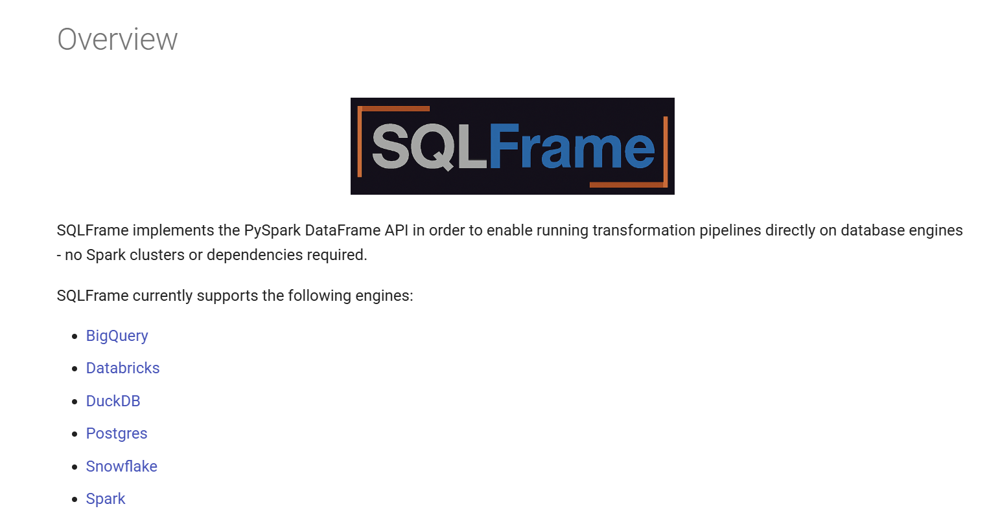 Overview
SQLFrame
SQLFrame implements the PySpark DataFrame API in order to enable running transformation pipelines directly on database engines
- no Spark clusters or dependencies required.
SQLFrame currently supports the following engines:
• BigQuery
• Databricks
• DuckDB
• Postgres
• Snowflake
• Spark